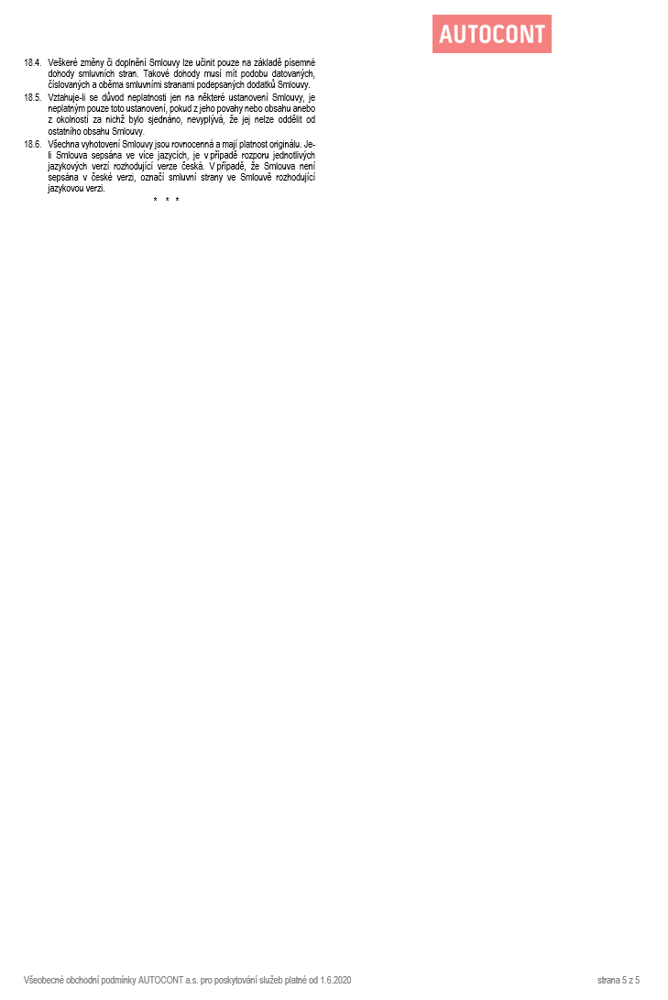 AUTOCONT
18.4. Veškeré změny či doplnění Smlouvy lze učinit pouze na základě písemné
dohody smluvních stran. Takové dohody musí mít podobu datovaných,
číslovaných a oběma smluvními stranami podepsaných dodatků Smlouvy.
18.5. Vztahuje-li se důvod neplatnosti jen na některé ustanovení Smlouvy, je
neplatným pouze toto ustanovení, pokud z jeho povahy nebo obsahu anebo
z okolností za nichž bylo sjednáno, nevyplývá, že jej nelze oddělit od
ostatního obsahu Smlouvy.
18.6. Všechna vyhotovení Smlouvy jsou rovnocenná a mají platnost originálu. Je-
li Smlouva sepsána ve více jazycích, je v případě rozporu jednotlivých
jazykových verzí rozhodující verze česká. V případě, že Smlouva není
sepsána v české verzi, označí smluvní strany ve Smlouvě rozhodující
jazykovou verzi.
* * *
Všeobecné obchodní podmínky AUTOCONT a.s. pro poskytování služeb platné od 1.6.2020 strana 5 z 5